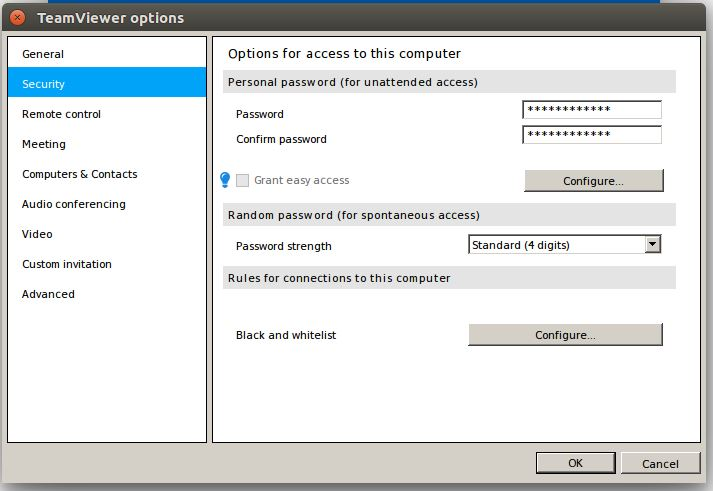 TeamViewer options
General
Security
Remote control
Meeting
Computers & Contacts
Audio conferencing
Video
Custom invitation
Advanced
Options for access to this computer
Personal password (for unattended access)
Password ************
Confirm password ************
Grant easy access Configure...
Random password (for spontaneous access)
Password strength Standard (4 digits)
Rules for connections to this computer
Black and whitelist Configure...
OK Cancel